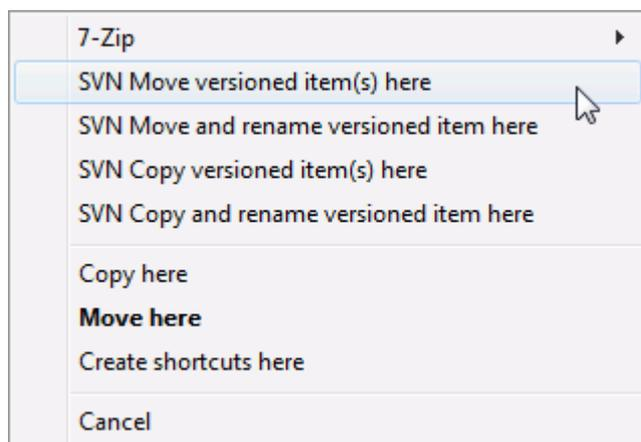 7-Zip
SVN Move versioned item(s) here
SVN Move and rename versioned item here
SVN Copy versioned item(s) here
SVN Copy and rename versioned item here
Copy here
Move here
Create shortcuts here
Cancel